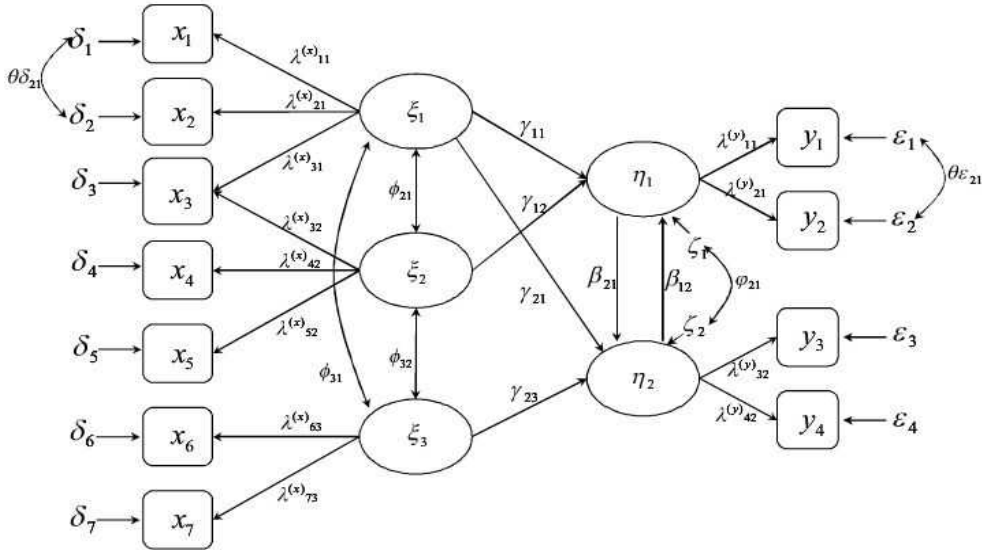 δ₁ x₁
λ⁽ˣ⁾₁₁
θδ₂₁
δ₂ x₂
λ⁽ˣ⁾₂₁
ξ₁
γ₁₁
λ⁽ʸ⁾₁₁
y₁ ε₁
δ₃ x₃
λ⁽ˣ⁾₃₁
ϕ₂₁
η₁
λ⁽ʸ⁾₂₁
θε₂₁
λ⁽ˣ⁾₃₂
γ₁₂
y₂ ε₂
δ₄ x₄
λ⁽ˣ⁾₄₂
ξ₂
γ₂₁
β₂₁
β₁₂
ζ₁
φ₂₁
ζ₂
δ₅ x₅
λ⁽ˣ⁾₅₂
ϕ₃₁
ϕ₃₂
η₂
λ⁽ʸ⁾₃₂
y₃ ε₃
γ₂₃
λ⁽ʸ⁾₄₂
y₄ ε₄
δ₆ x₆
λ⁽ˣ⁾₆₃
ξ₃
λ⁽ˣ⁾₇₃
δ₇ x₇